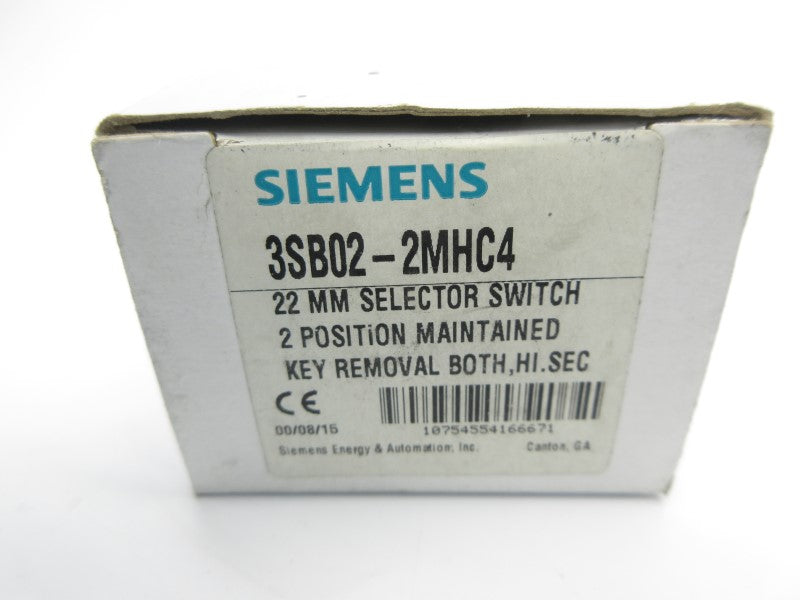 SIEMENS
3SB02-2MHC4
22 MM SELECTOR SWITCH
2 POSITiON MAINTAINED
KEY REMOVAL BOTH,HI.SEC
CE
00/08/15 10754554166671
Siemens Energy & Automation, Inc. Canton, GA